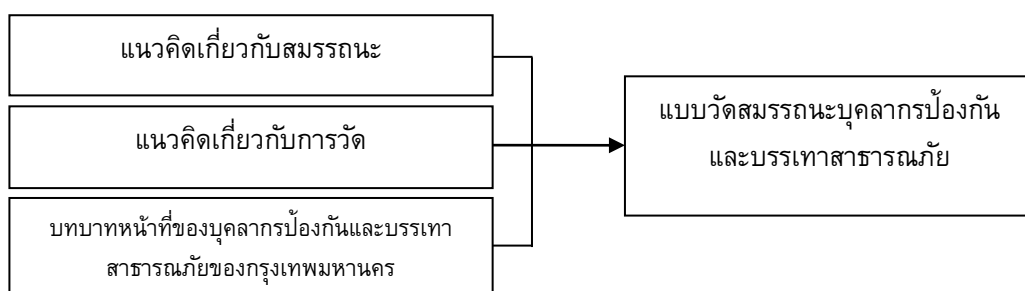 แนวคิดเกี่ยวกับสมรรถนะ
แนวคิดเกี่ยวกับการวัด
บทบาทหน้าที่ของบุคลากรป้องกันและบรรเทา
สาธารณภัยของกรุงเทพมหานคร
แบบวัดสมรรถนะบุคลากรป้องกัน
และบรรเทาสาธารณภัย